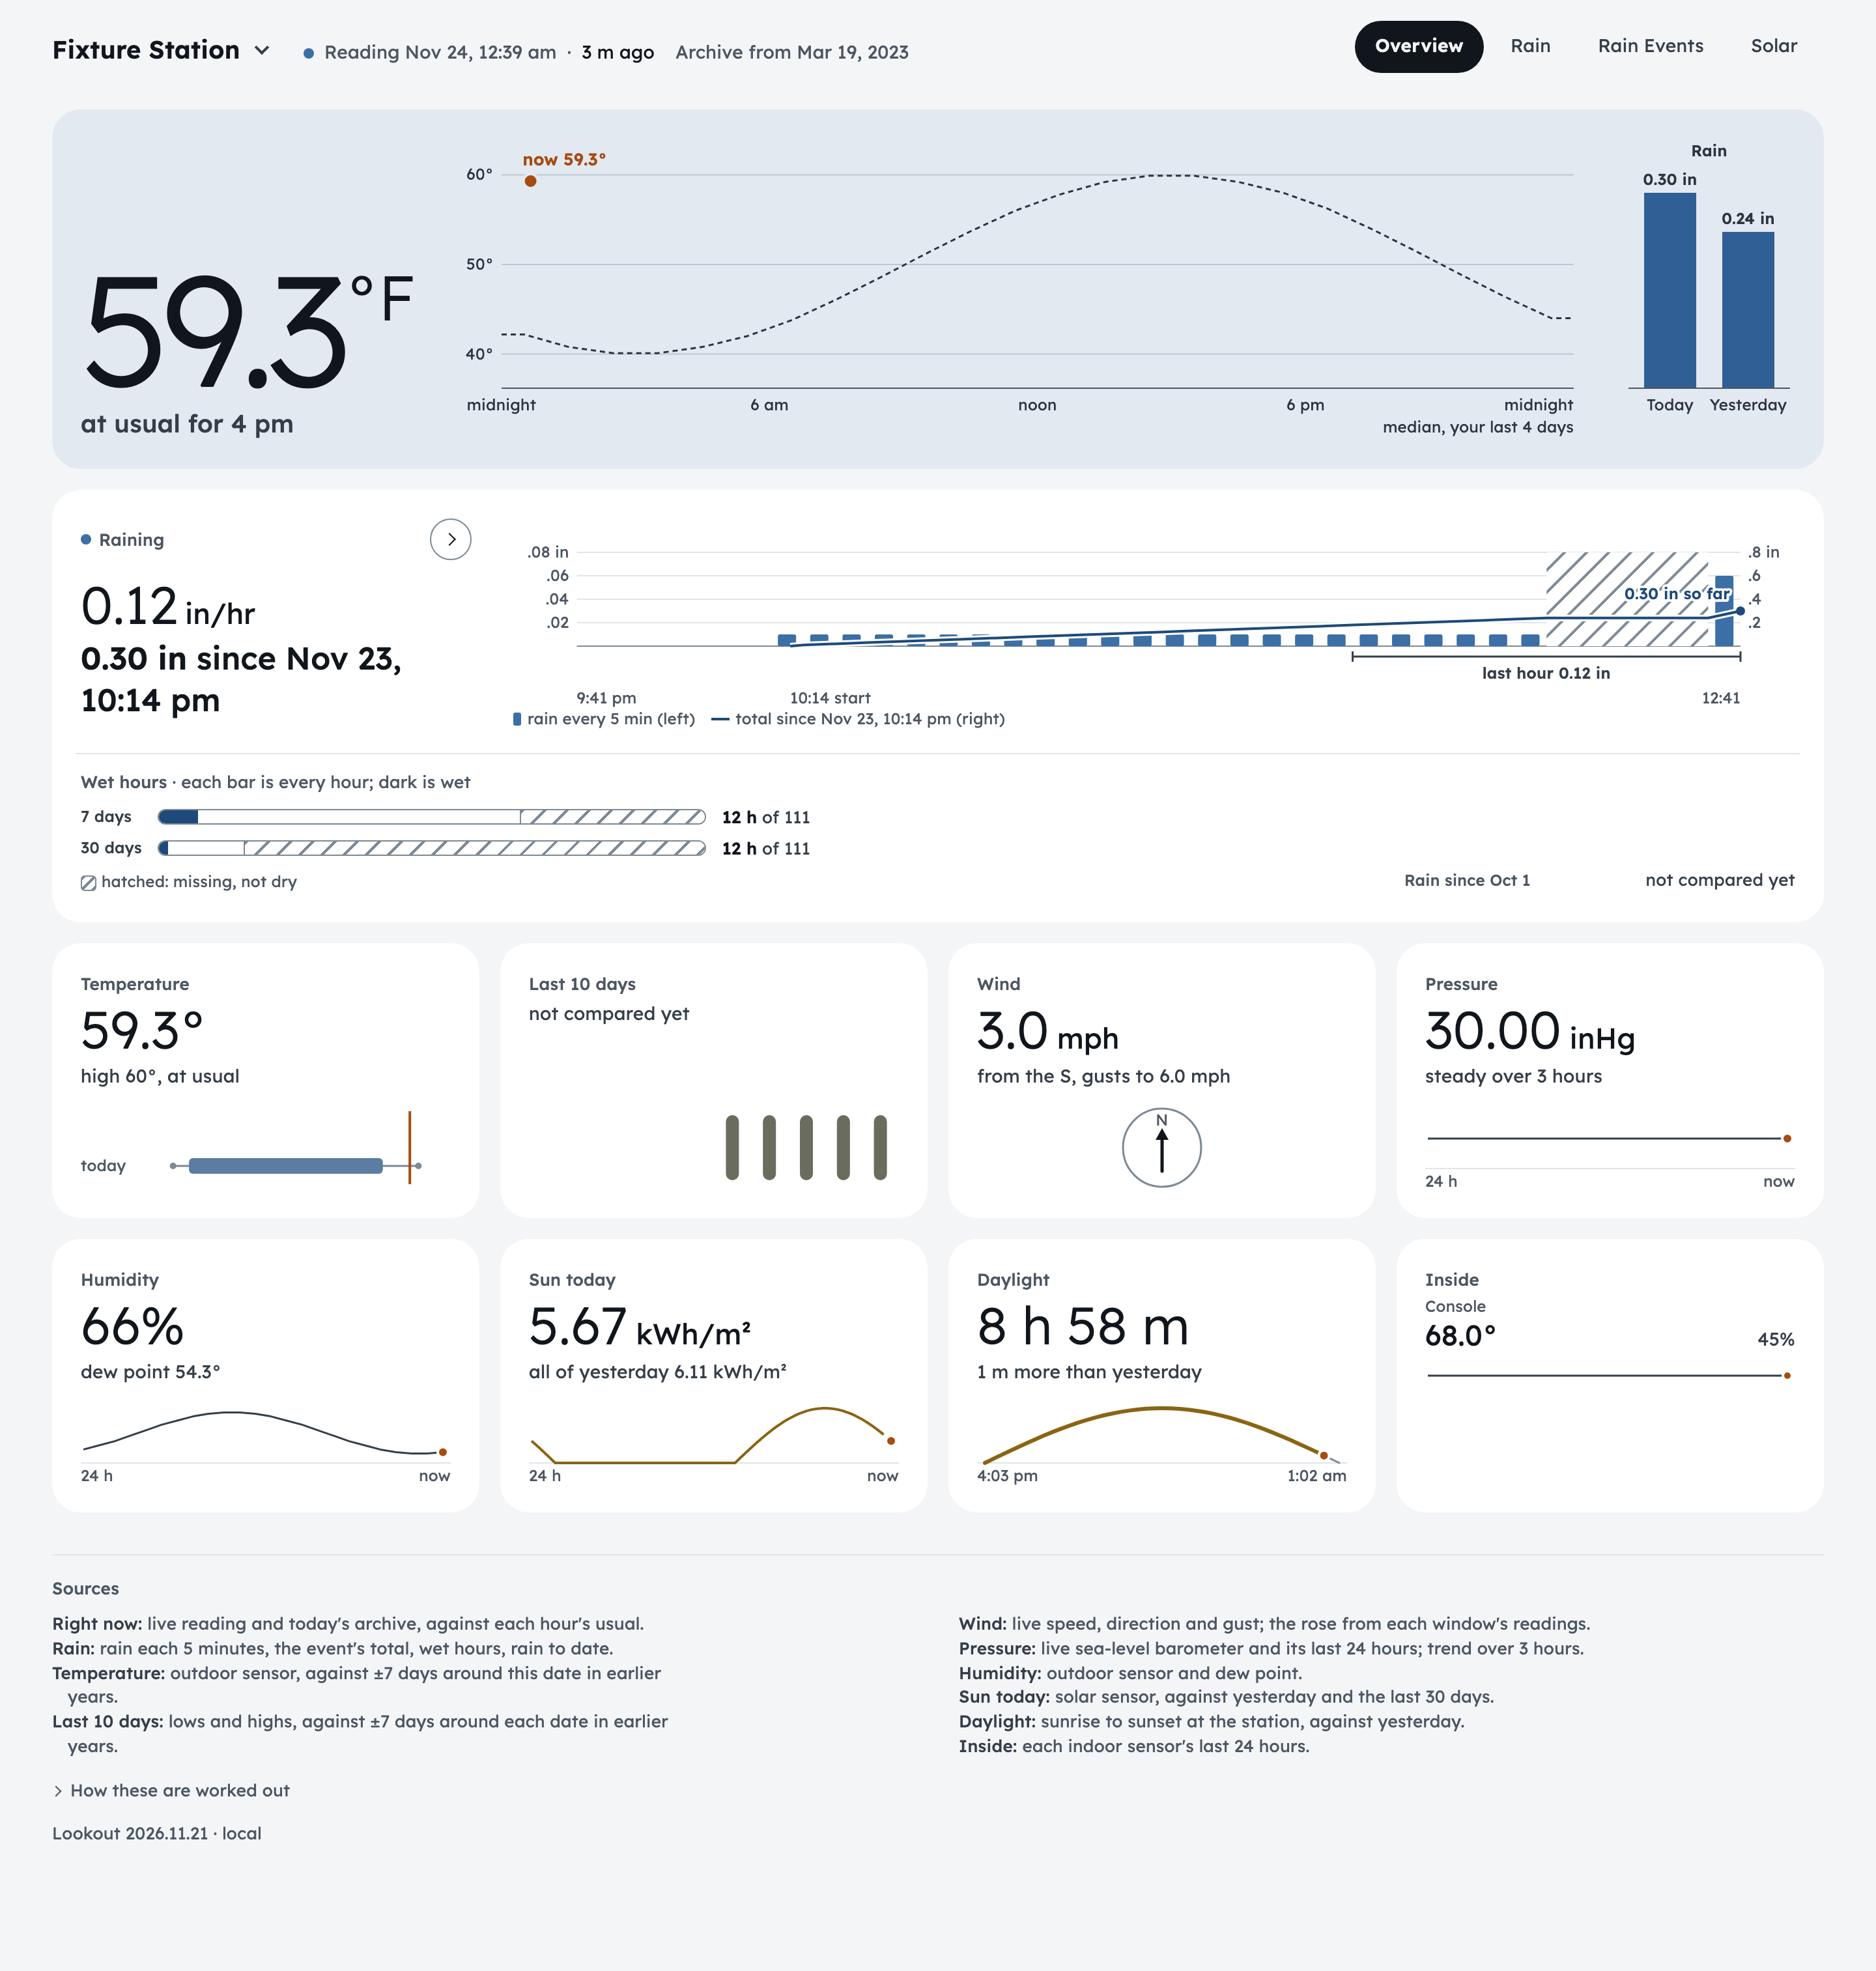 Fixture Station
Reading Nov 24, 12:39 am · 3 m ago
Archive from Mar 19, 2023
Overview
Rain
Rain Events
Solar
59.3°F
at usual for 4 pm
now 59.3°
60°
50°
40°
midnight
6 am
noon
6 pm
midnight
median, your last 4 days
Rain
0.30 in
0.24 in
Today
Yesterday
Raining
0.12 in/hr
0.30 in since Nov 23,
10:14 pm
.08 in
.06
.04
.02
.8 in
.6
.4
.2
0.30 in so far
last hour 0.12 in
9:41 pm
10:14 start
12:41
rain every 5 min (left)
total since Nov 23, 10:14 pm (right)
Wet hours · each bar is every hour; dark is wet
7 days
12 h of 111
30 days
12 h of 111
hatched: missing, not dry
Rain since Oct 1
not compared yet
Temperature
59.3°
high 60°, at usual
today
Last 10 days
not compared yet
Wind
3.0 mph
from the S, gusts to 6.0 mph
N
Pressure
30.00 inHg
steady over 3 hours
24 h
now
Humidity
66%
dew point 54.3°
24 h
now
Sun today
5.67 kWh/m²
all of yesterday 6.11 kWh/m²
24 h
now
Daylight
8 h 58 m
1 m more than yesterday
4:03 pm
1:02 am
Inside
Console
68.0°
45%
Sources
Right now: live reading and today's archive, against each hour's usual.
Rain: rain each 5 minutes, the event's total, wet hours, rain to date.
Temperature: outdoor sensor, against ±7 days around this date in earlier
years.
Last 10 days: lows and highs, against ±7 days around each date in earlier
years.
Wind: live speed, direction and gust; the rose from each window's readings.
Pressure: live sea-level barometer and its last 24 hours; trend over 3 hours.
Humidity: outdoor sensor and dew point.
Sun today: solar sensor, against yesterday and the last 30 days.
Daylight: sunrise to sunset at the station, against yesterday.
Inside: each indoor sensor's last 24 hours.
How these are worked out
Lookout 2026.11.21 · local